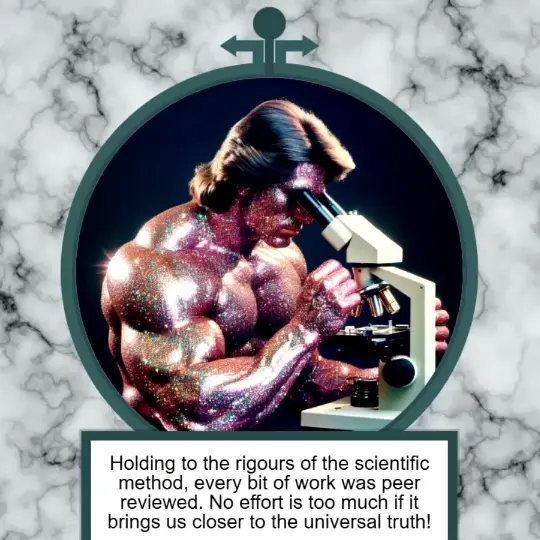 Holding to the rigours of the scientific
method, every bit of work was peer
reviewed. No effort is too much if it
brings us closer to the universal truth!